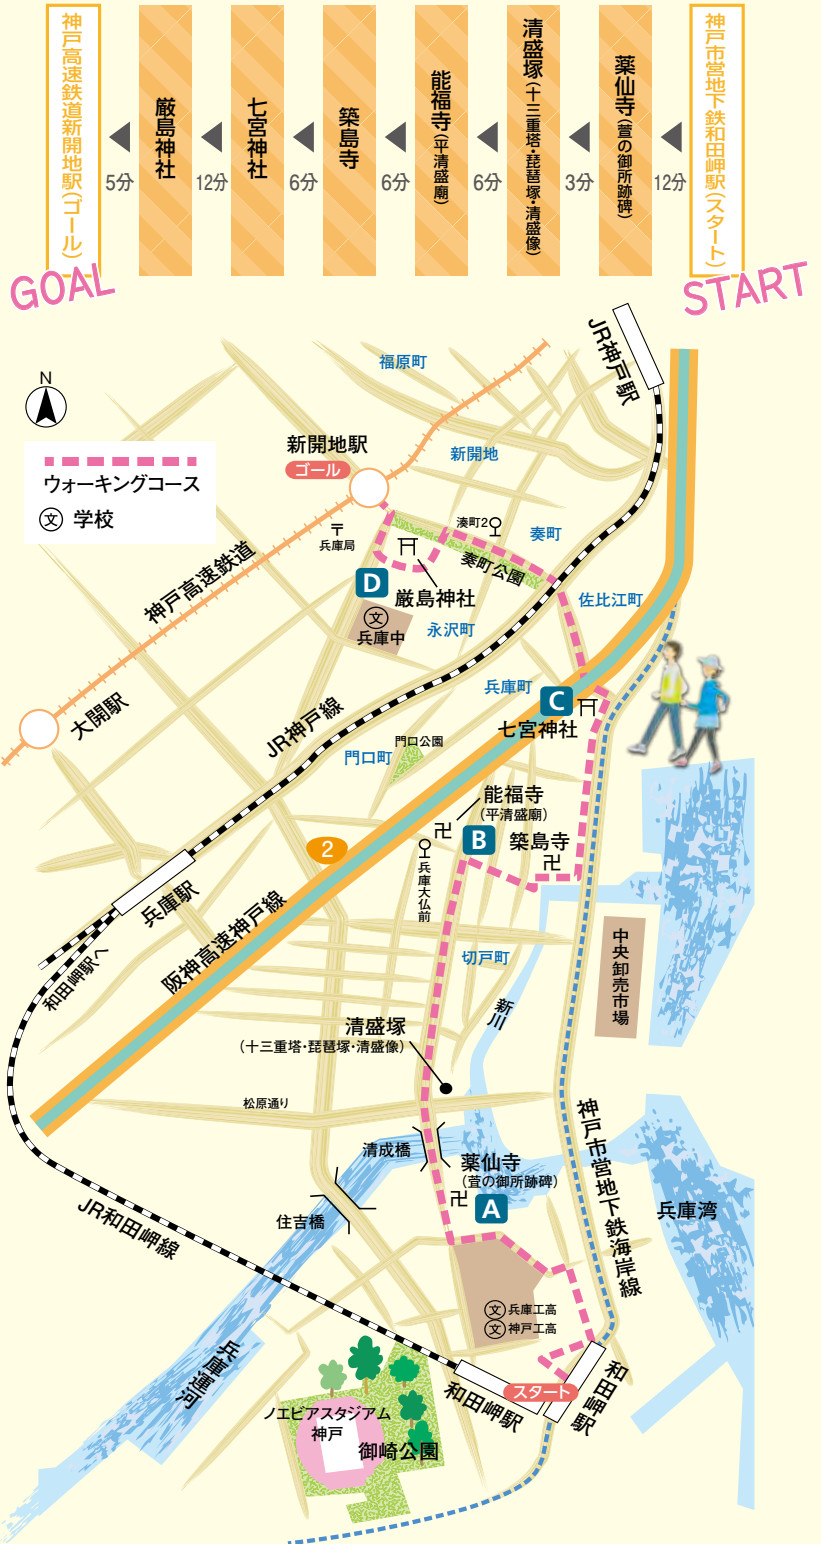 神戸市営地下鉄和田岬駅(スタート)
12分
薬仙寺(萱の御所跡碑)
3分
清盛塚(十三重塔・琵琶塚・清盛像)
6分
能福寺(平清盛廟)
6分
築島寺
6分
七宮神社
12分
厳島神社
5分
神戸高速鉄道新開地駅(ゴール)
GOAL
START
JR神戸駅
福原町
N
新開地駅
ゴール
新開地
ウォーキングコース
文 学校
湊町2
奏町
〒
兵庫局
奏町公園
神戸高速鉄道
D
厳島神社
佐比江町
文
兵庫中
永沢町
兵庫町
C
七宮神社
大開駅
JR神戸線
門口公園
門口町
能福寺
(平清盛廟)
卍
B
築島寺
卍
2
兵庫大仏前
兵庫駅
阪神高速神戸線
和田岬駅へ
切戸町
中央卸売市場
新川
清盛塚
(十三重塔・琵琶塚・清盛像)
松原通り
清成橋
薬仙寺
(萱の御所跡碑)
卍
A
神戸市営地下鉄海岸線
兵庫湾
住吉橋
JR和田岬線
文 兵庫工高
文 神戸工高
兵庫運河
スタート
和田岬駅
和田岬駅
ノエビアスタジアム
神戸
御崎公園